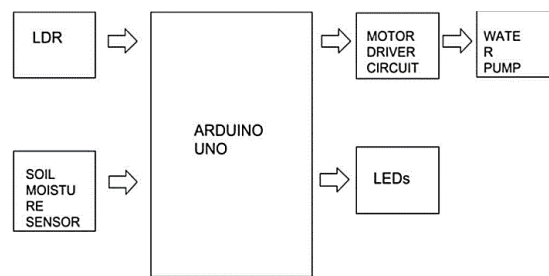 LDR
MOTOR
DRIVER
CIRCUIT
WATE
R
PUMP
ARDUINO
UNO
SOIL
MOISTU
RE
SENSOR
LEDs